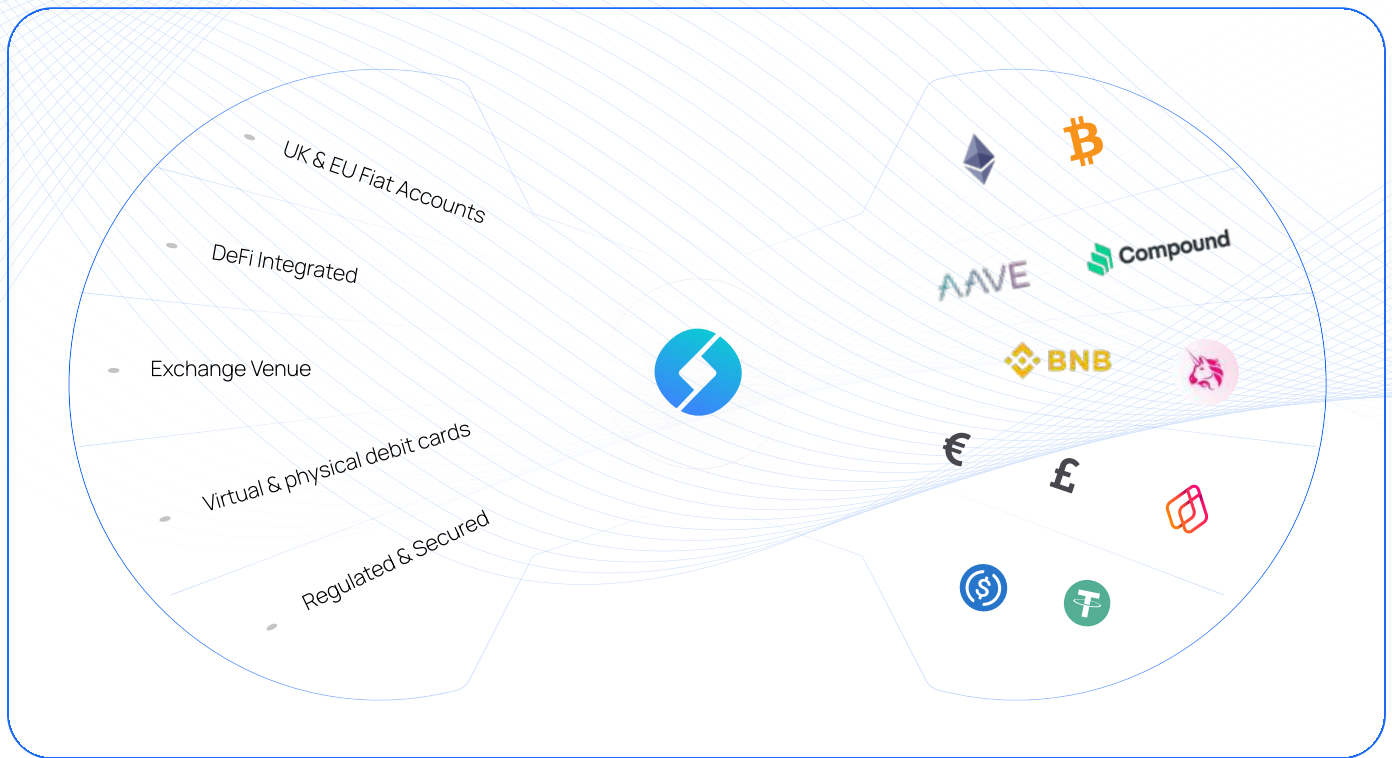 UK & EU Fiat Accounts
DeFi Integrated
Exchange Venue
Virtual & physical debit cards
Regulated & Secured
Compound
AAVE
BNB
€
£